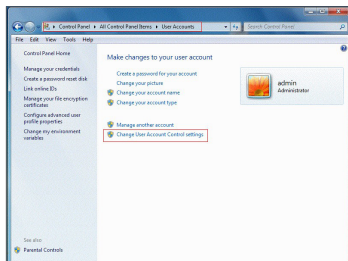 Control Panel ▸ All Control Panel Items ▸ User Accounts
Search Control Panel
File Edit View Tools Help
Control Panel Home
Manage your credentials
Create a password reset disk
Link online IDs
Manage your file encryption
certificates
Configure advanced user
profile properties
Change my environment
variables
See also
Parental Controls
Make changes to your user account
Create a password for your account
Change your picture
Change your account name
Change your account type
Manage another account
Change User Account Control settings
admin
Administrator